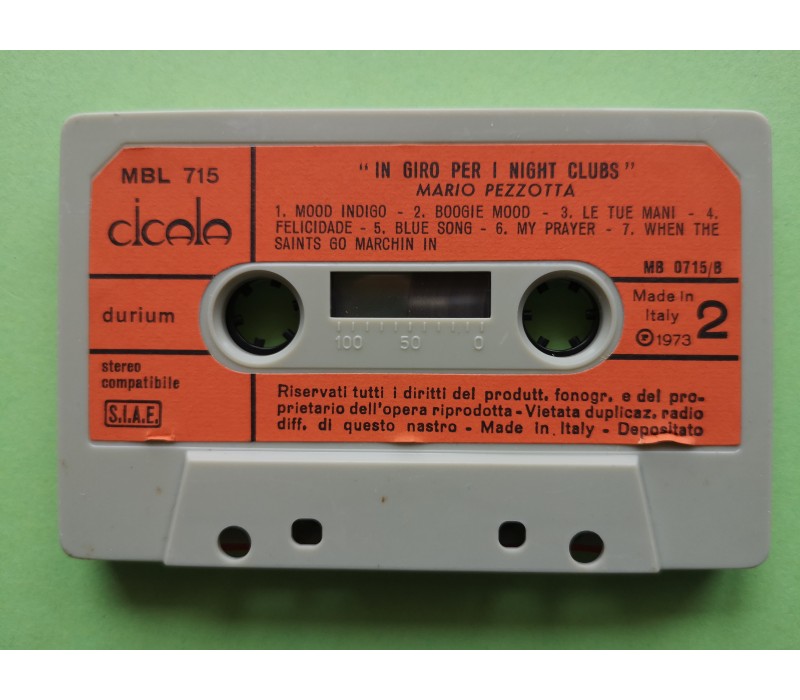 MBL 715
cicala
durium
stereo
compatibile
S.I.A.E.
"IN GIRO PER I NIGHT CLUBS"
MARIO PEZZOTTA
1. MOOD INDIGO - 2. BOOGIE MOOD - 3. LE TUE MANI - 4.
FELICIDADE - 5. BLUE SONG - 6. MY PRAYER - 7. WHEN THE
SAINTS GO MARCHIN IN
MB 0715/B
Made in
Italy
℗ 1973
2
100 50 0
Riservati tutti i diritti del produtt. fonogr. e del pro-
prietario dell'opera riprodotta - Vietata duplicaz. radio
diff. di questo nastro - Made in Italy - Depositato